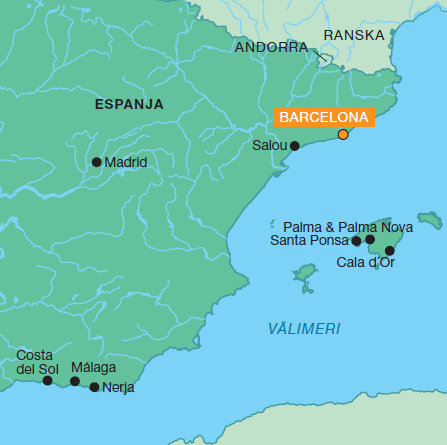 RANSKA
ANDORRA
ESPANJA
BARCELONA
Salou
Madrid
Palma & Palma Nova
Santa Ponsa
Cala d´Or
VÄLIMERI
Costa
del Sol
Málaga
Nerja